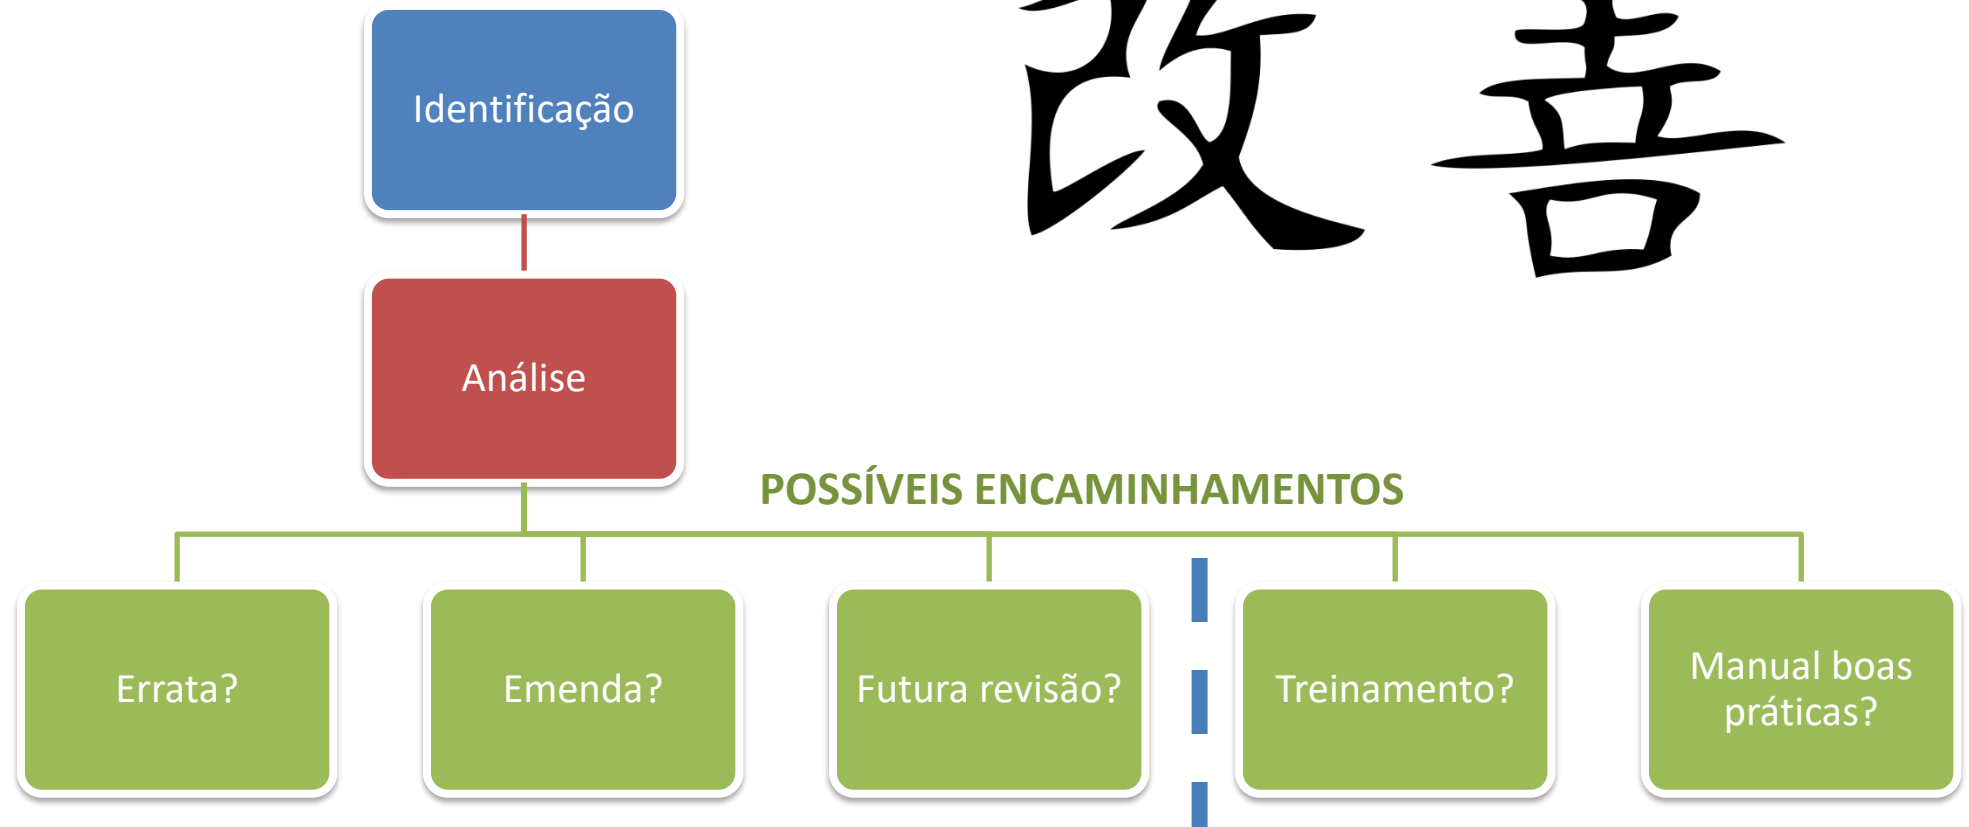 改善
Identificação
Análise
POSSÍVEIS ENCAMINHAMENTOS
Errata?
Emenda?
Futura revisão?
Treinamento?
Manual boas
práticas?